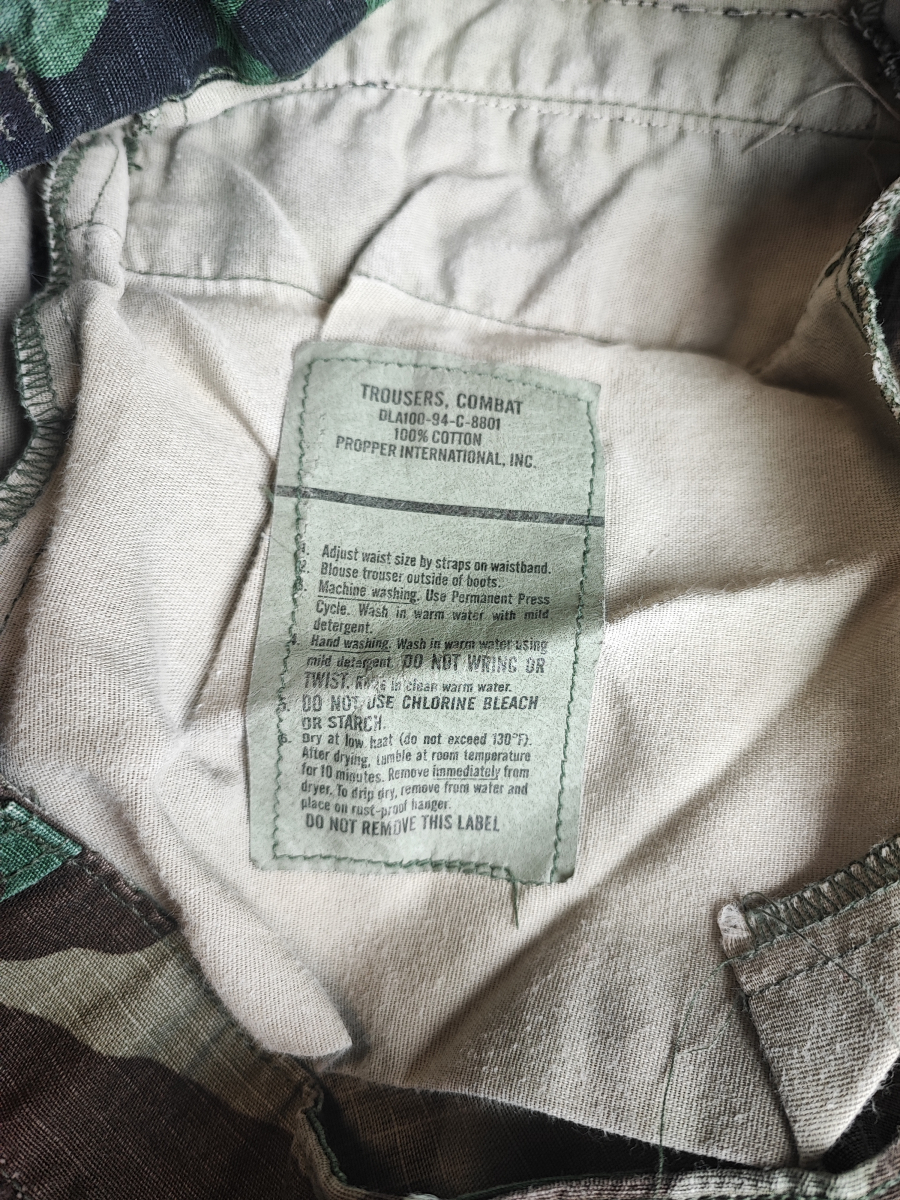 TROUSERS, COMBAT
DLA100-94-C-8801
100% COTTON
PROPPER INTERNATIONAL, INC.
1. Adjust waist size by straps on waistband.
2. Blouse trouser outside of boots.
3. Machine washing. Use Permanent Press
Cycle. Wash in warm water with mild
detergent.
4. Hand washing. Wash in warm water using
mild detergent. DO NOT WRING OR
TWIST. Rinse in clean warm water.
5. DO NOT USE CHLORINE BLEACH
OR STARCH.
6. Dry at low heat (do not exceed 130°F).
After drying, tumble at room temperature
for 10 minutes. Remove immediately from
dryer. To drip dry, remove from water and
place on rust-proof hanger.
DO NOT REMOVE THIS LABEL